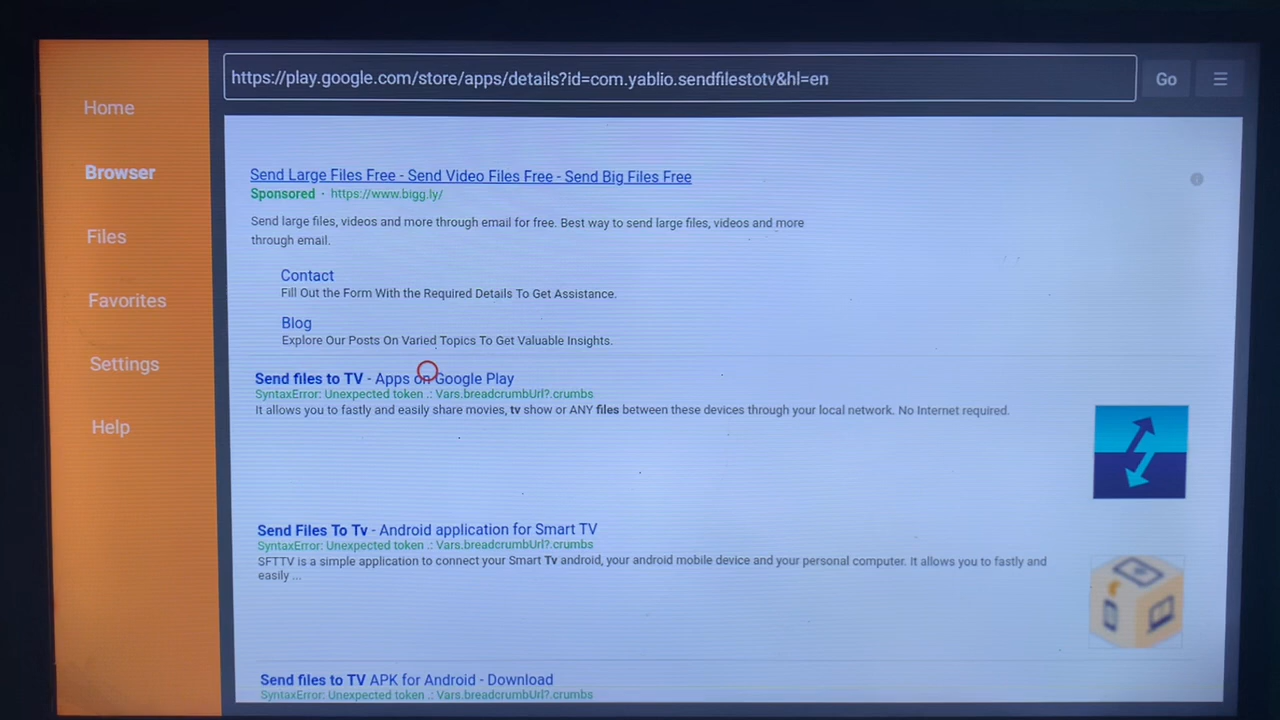 https://play.google.com/store/apps/details?id=com.yablio.sendfilestotv&hl=en
Go
Home
Browser
Files
Favorites
Settings
Help
Send Large Files Free - Send Video Files Free - Send Big Files Free
Sponsored · https://www.bigg.ly/
Send large files, videos and more through email for free. Best way to send large files, videos and more
through email.
Contact
Fill Out the Form With the Required Details To Get Assistance.
Blog
Explore Our Posts On Varied Topics To Get Valuable Insights.
Send files to TV - Apps on Google Play
SyntaxError: Unexpected token .: Vars.breadcrumbUrl?.crumbs
It allows you to fastly and easily share movies, tv show or ANY files between these devices through your local network. No Internet required.
Send Files To Tv - Android application for Smart TV
SyntaxError: Unexpected token .: Vars.breadcrumbUrl?.crumbs
SFTTV is a simple application to connect your Smart Tv android, your android mobile device and your personal computer. It allows you to fastly and
easily ...
Send files to TV APK for Android - Download
SyntaxError: Unexpected token .: Vars.breadcrumbUrl?.crumbs